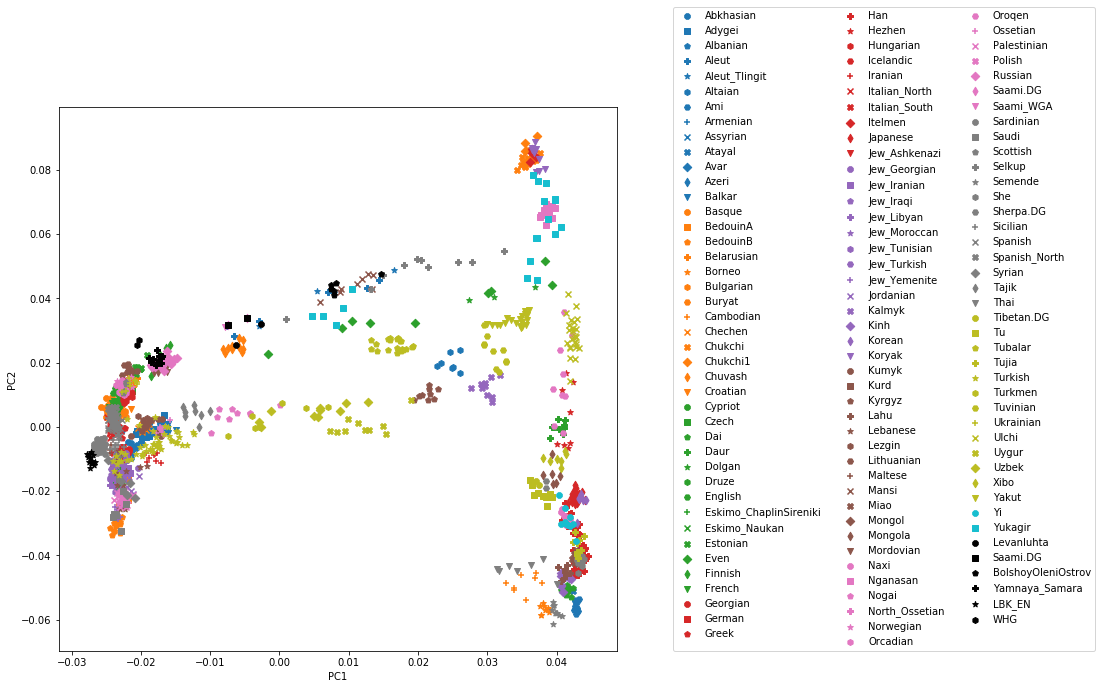 0.08
0.06
0.04
0.02
0.00
−0.02
−0.04
−0.06
PC2
−0.03
−0.02
−0.01
0.00
0.01
0.02
0.03
0.04
PC1
Abkhasian
Adygei
Albanian
Aleut
Aleut_Tlingit
Altaian
Ami
Armenian
Assyrian
Atayal
Avar
Azeri
Balkar
Basque
BedouinA
BedouinB
Belarusian
Borneo
Bulgarian
Buryat
Cambodian
Chechen
Chukchi
Chukchi1
Chuvash
Croatian
Cypriot
Czech
Dai
Daur
Dolgan
Druze
English
Eskimo_ChaplinSireniki
Eskimo_Naukan
Estonian
Even
Finnish
French
Georgian
German
Greek
Han
Hezhen
Hungarian
Icelandic
Iranian
Italian_North
Italian_South
Itelmen
Japanese
Jew_Ashkenazi
Jew_Georgian
Jew_Iranian
Jew_Iraqi
Jew_Libyan
Jew_Moroccan
Jew_Tunisian
Jew_Turkish
Jew_Yemenite
Jordanian
Kalmyk
Kinh
Korean
Koryak
Kumyk
Kurd
Kyrgyz
Lahu
Lebanese
Lezgin
Lithuanian
Maltese
Mansi
Miao
Mongol
Mongola
Mordovian
Naxi
Nganasan
Nogai
North_Ossetian
Norwegian
Orcadian
Oroqen
Ossetian
Palestinian
Polish
Russian
Saami.DG
Saami_WGA
Sardinian
Saudi
Scottish
Selkup
Semende
She
Sherpa.DG
Sicilian
Spanish
Spanish_North
Syrian
Tajik
Thai
Tibetan.DG
Tu
Tubalar
Tujia
Turkish
Turkmen
Tuvinian
Ukrainian
Ulchi
Uygur
Uzbek
Xibo
Yakut
Yi
Yukagir
Levanluhta
Saami.DG
BolshoyOleniOstrov
Yamnaya_Samara
LBK_EN
WHG